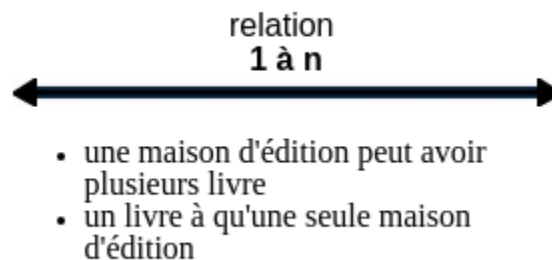 relation
1 à n
• une maison d'édition peut avoir
plusieurs livre
• un livre à qu'une seule maison
d'édition